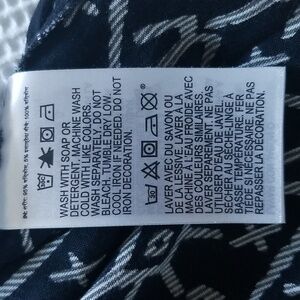 WASH WITH SOAP OR
DETERGENT. MACHINE WASH
COLD WITH LIKE COLORS.
WASH SEPARATELY. DO NOT
BLEACH. TUMBLE DRY LOW.
COOL IRON IF NEEDED. DO NOT
IRON DECORATION.
LAVER AVEC DU SAVON OU
DE LA LESSIVE. LAVER À LA
MACHINE À L'EAU FROIDE AVEC
DES COULEURS SIMILAIRES.
LAVER SÉPARÉMENT. NE PAS
UTILISER D'EAU DE JAVEL.
SÉCHER AU SÈCHE-LINGE À
BASSE TEMPÉRATURE. FER
TIÈDE SI NÉCESSAIRE. NE PAS
REPASSER LA DÉCORATION.